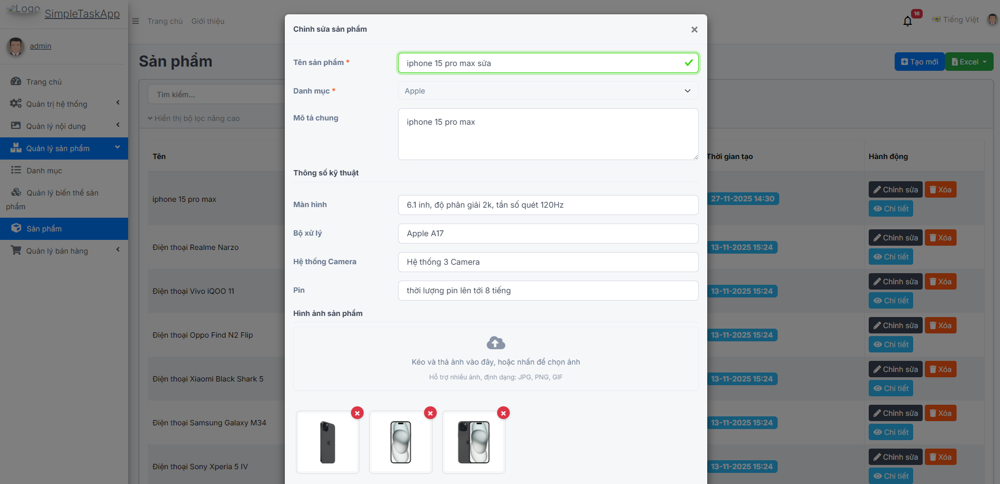 Logo
SimpleTaskApp
Trang chủ
Giới thiệu
16
Tiếng Việt
admin
Trang chủ
Quản trị hệ thống
Quản lý nội dung
Quản lý sản phẩm
Danh mục
Quản lý biến thể sản
phẩm
Sản phẩm
Quản lý bán hàng
Sản phẩm
Tạo mới
Excel
Tìm kiếm...
Hiển thị bộ lọc nâng cao
Tên
Thời gian tạo
Hành động
iphone 15 pro max
27-11-2025 14:30
Chỉnh sửa
Xóa
Chi tiết
Điện thoại Realme Narzo
13-11-2025 15:24
Chỉnh sửa
Xóa
Chi tiết
Điện thoại Vivo iQOO 11
13-11-2025 15:24
Chỉnh sửa
Xóa
Chi tiết
Điện thoại Oppo Find N2 Flip
13-11-2025 15:24
Chỉnh sửa
Xóa
Chi tiết
Điện thoại Xiaomi Black Shark 5
13-11-2025 15:24
Chỉnh sửa
Xóa
Chi tiết
Điện thoại Samsung Galaxy M34
13-11-2025 15:24
Chỉnh sửa
Xóa
Chi tiết
Điện thoại Sony Xperia 5 IV
13-11-2025 15:24
Chỉnh sửa
Xóa
Chi tiết
Chỉnh sửa sản phẩm
Tên sản phẩm *
iphone 15 pro max sửa
Danh mục *
Apple
Mô tả chung
iphone 15 pro max
Thông số kỹ thuật
Màn hình
6.1 inh, độ phân giải 2k, tần số quét 120Hz
Bộ xử lý
Apple A17
Hệ thống Camera
Hệ thống 3 Camera
Pin
thời lượng pin lên tới 8 tiếng
Hình ảnh sản phẩm
Kéo và thả ảnh vào đây, hoặc nhấn để chọn ảnh
Hỗ trợ nhiều ảnh, định dạng: JPG, PNG, GIF